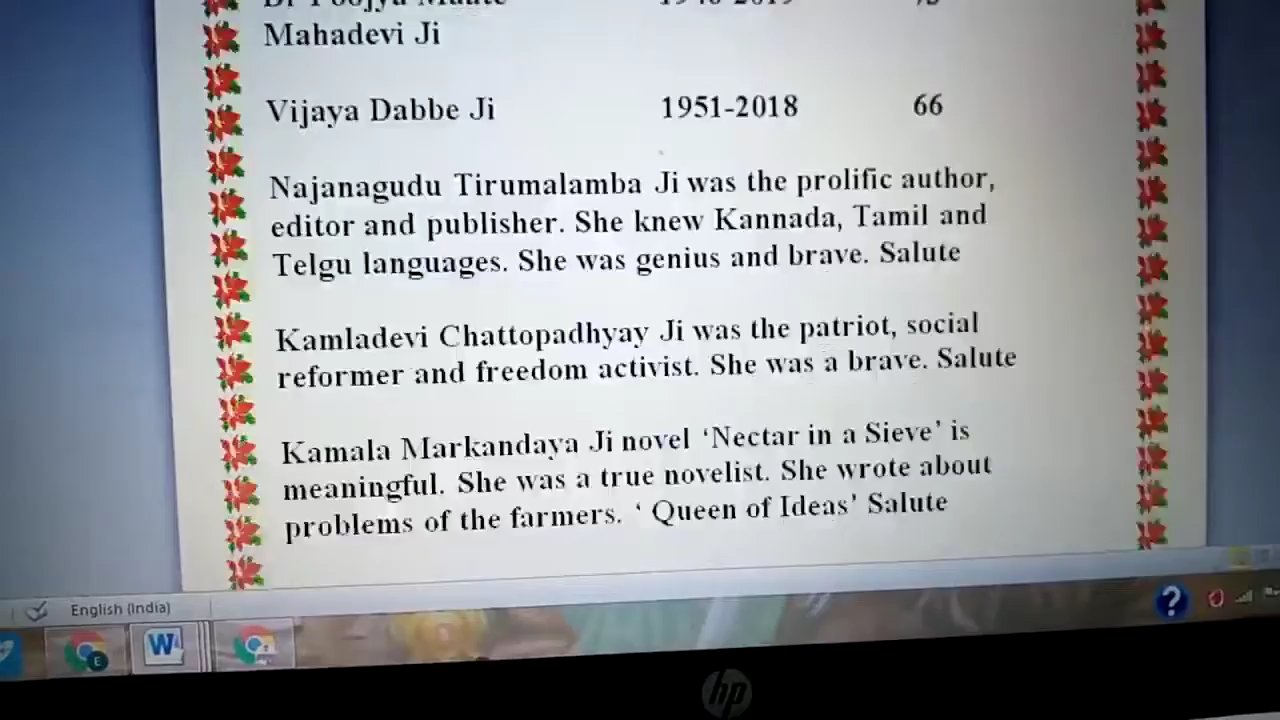 Mahadevi Ji
Vijaya Dabbe Ji 1951-2018 66
Najanagudu Tirumalamba Ji was the prolific author,
editor and publisher. She knew Kannada, Tamil and
Telgu languages. She was genius and brave. Salute
Kamladevi Chattopadhyay Ji was the patriot, social
reformer and freedom activist. She was a brave. Salute
Kamala Markandaya Ji novel ‘Nectar in a Sieve’ is
meaningful. She was a true novelist. She wrote about
problems of the farmers. ‘ Queen of Ideas’ Salute
English (India)
E W
?
hp